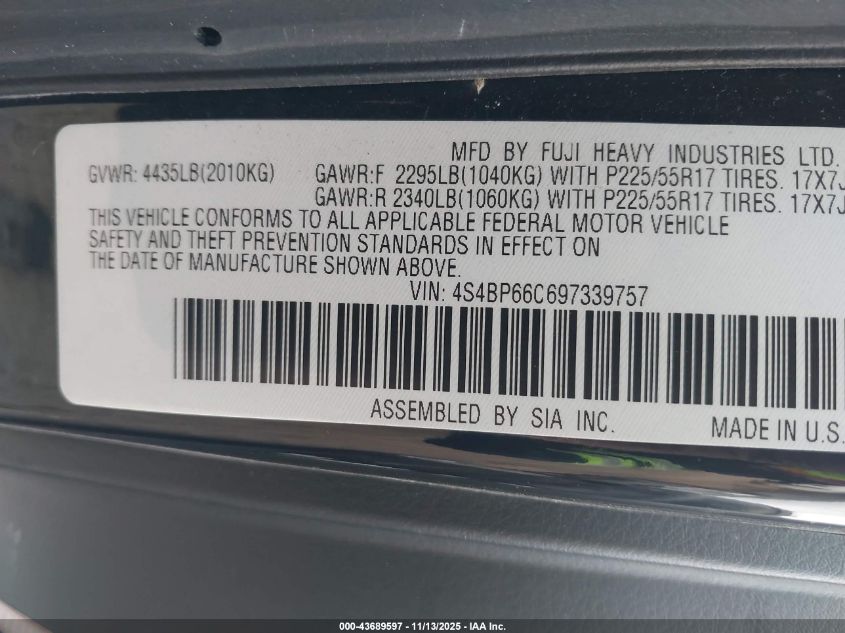 MFD BY FUJI HEAVY INDUSTRIES LTD.
GVWR: 4435LB(2010KG) GAWR:F 2295LB(1040KG) WITH P225/55R17 TIRES. 17X7J
GAWR:R 2340LB(1060KG) WITH P225/55R17 TIRES. 17X7J
THIS VEHICLE CONFORMS TO ALL APPLICABLE FEDERAL MOTOR VEHICLE
SAFETY AND THEFT PREVENTION STANDARDS IN EFFECT ON
THE DATE OF MANUFACTURE SHOWN ABOVE.
VIN: 4S4BP66C697339757
ASSEMBLED BY SIA INC. MADE IN U.S.
000-43689597 - 11/13/2025 - IAA Inc.